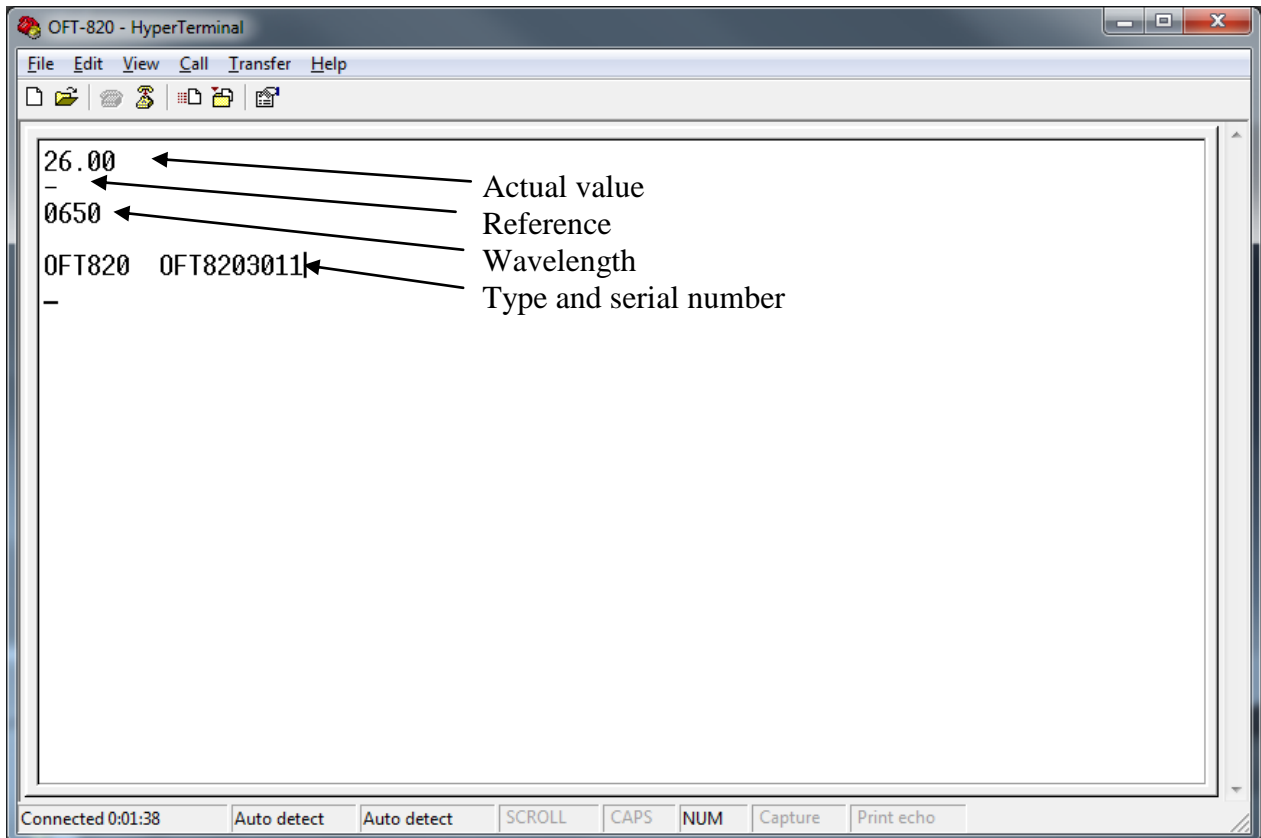 OFT-820 - HyperTerminal
File Edit View Call Transfer Help
26.00
-
0650
OFT820 OFT8203011
_
Actual value
Reference
Wavelength
Type and serial number
Connected 0:01:38 Auto detect Auto detect SCROLL CAPS NUM Capture Print echo